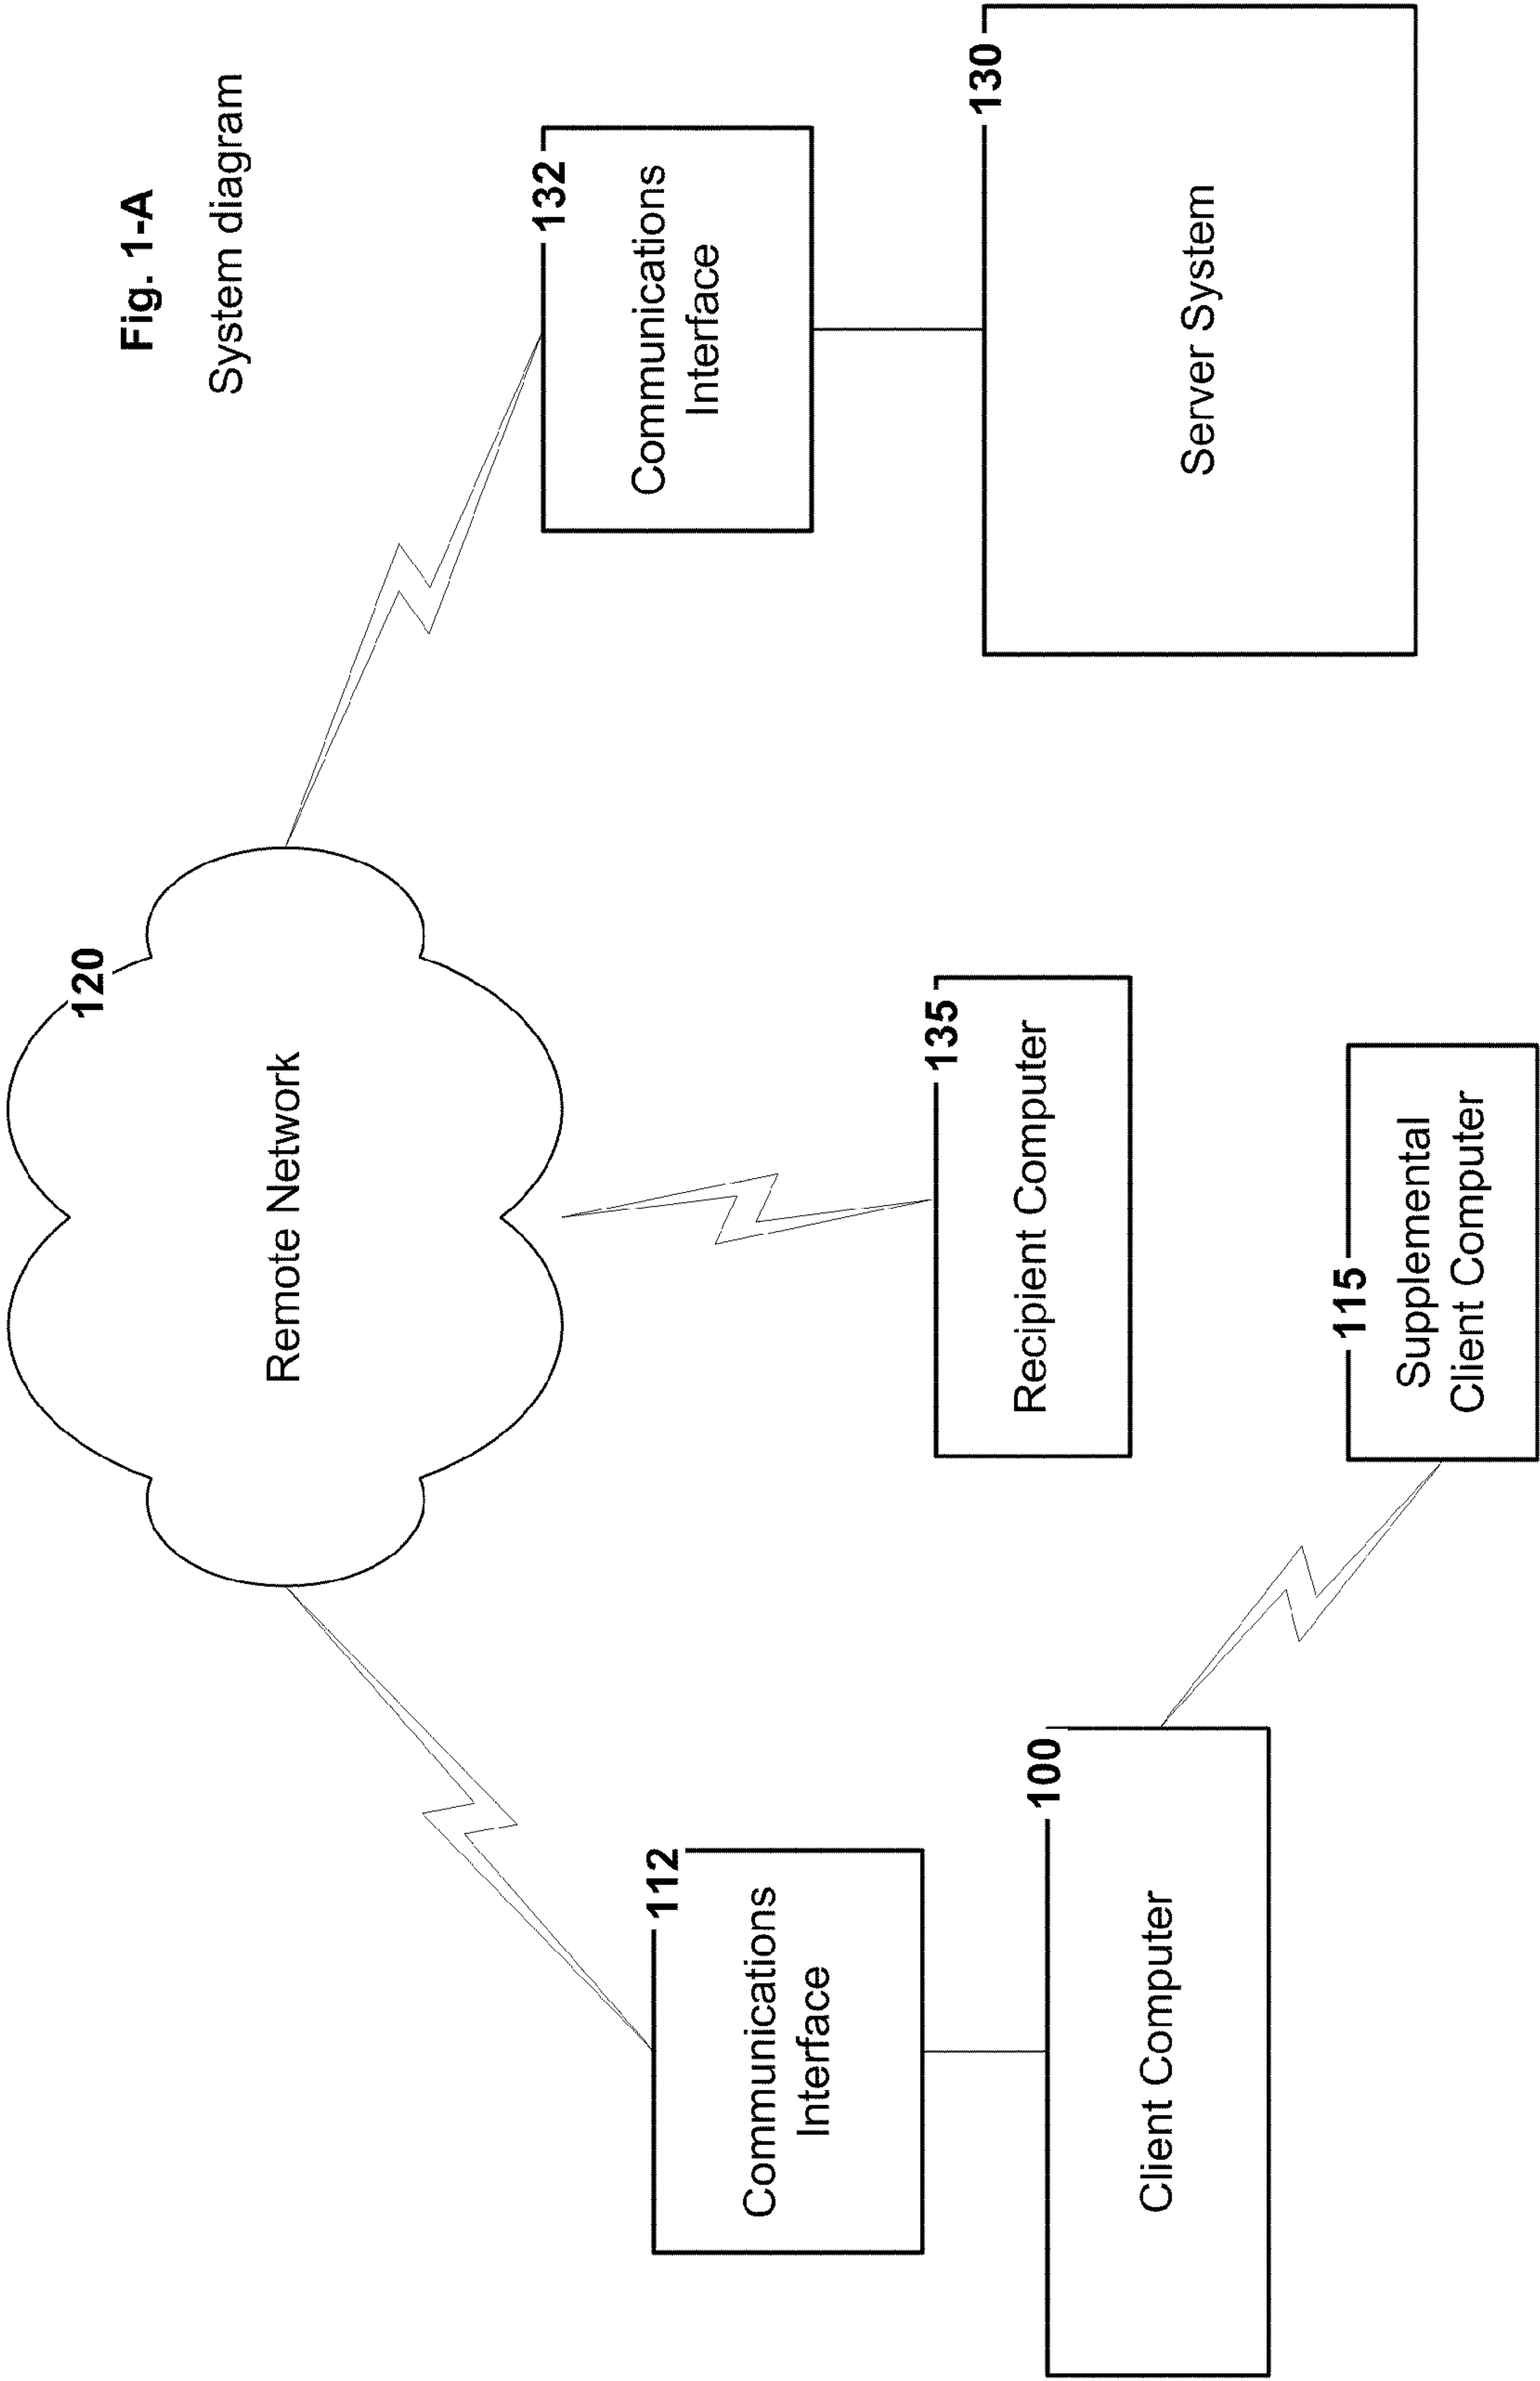 Fig. 1-A
System diagram
120
Remote Network
132
Communications
Interface
112
Communications
Interface
135
Recipient Computer
130
Server System
100
Client Computer
115
Supplemental
Client Computer